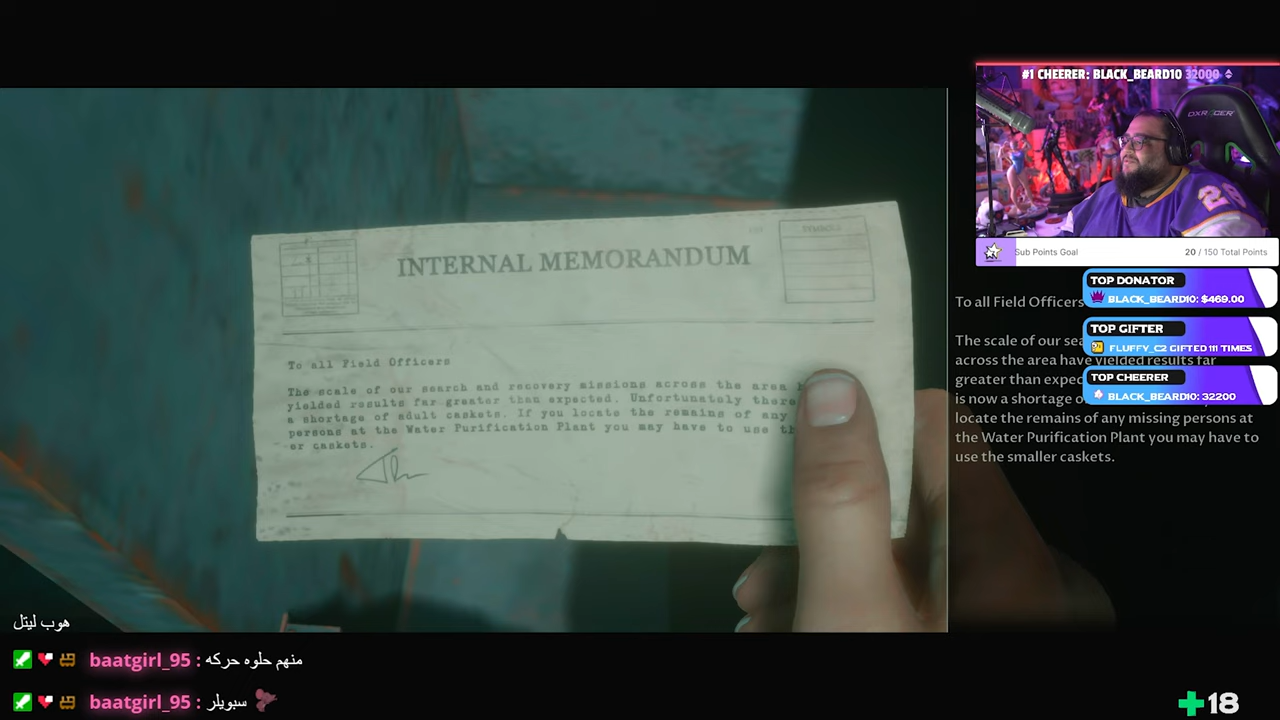 #1 CHEERER: BLACK_BEARD10 32000
DXRACER
Sub Points Goal
20 / 150 Total Points
TOP DONATOR
BLACK_BEARD10: $469.00
TOP GIFTER
FLUFFY_C2 GIFTED 111 TIMES
TOP CHEERER
BLACK_BEARD10: 32200
INTERNAL MEMORANDUM
To all Field Officers
The scale of our search and recovery missions across the area
yielded results far greater than expected. Unfortunately there
a shortage of adult caskets. If you locate the remains of any
persons at the Water Purification Plant you may have to use
er caskets.
To all Field Officers
The scale of our
across the area have yielded results far
greater than
is now a shortage
locate the remains of any missing persons at
the Water Purification Plant you may have to
use the smaller caskets.
هوب ليتل
baatgirl_95 : منهم حلوه حركه
baatgirl_95 : سبويلر
+18